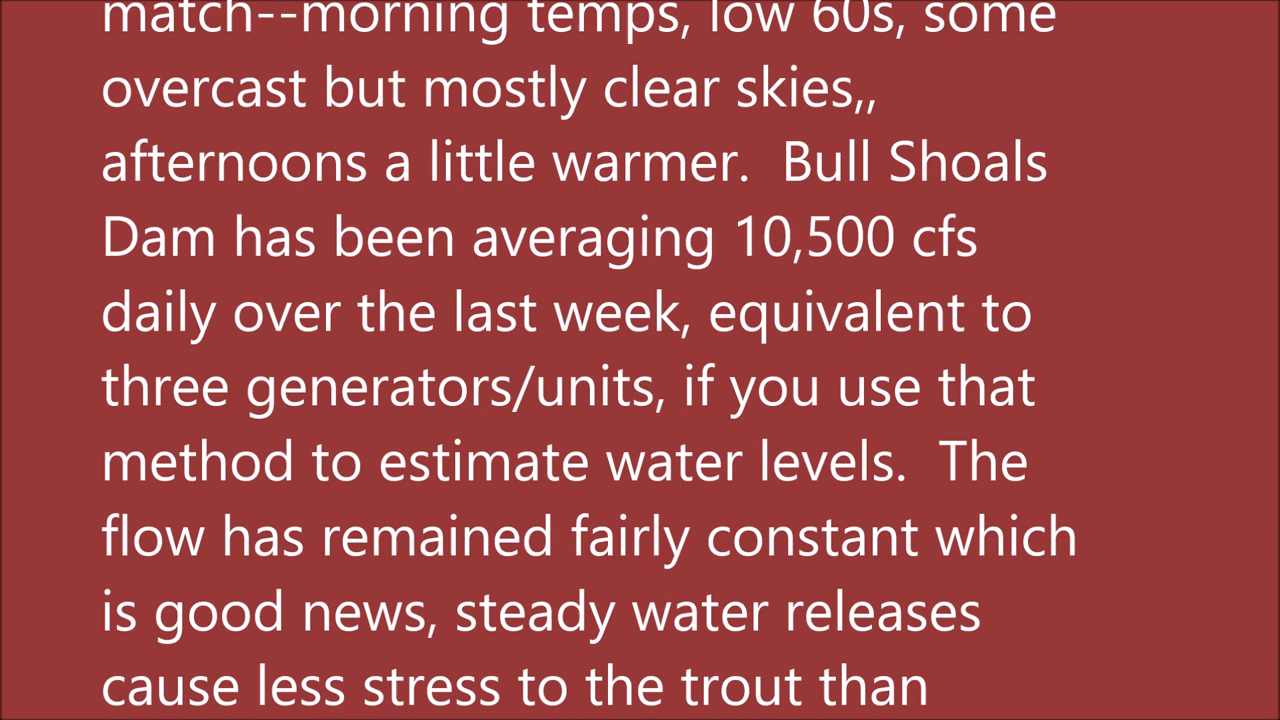 match--morning temps, low 60s, some
overcast but mostly clear skies,,
afternoons a little warmer.  Bull Shoals
Dam has been averaging 10,500 cfs
daily over the last week, equivalent to
three generators/units, if you use that
method to estimate water levels.  The
flow has remained fairly constant which
is good news, steady water releases
cause less stress to the trout than